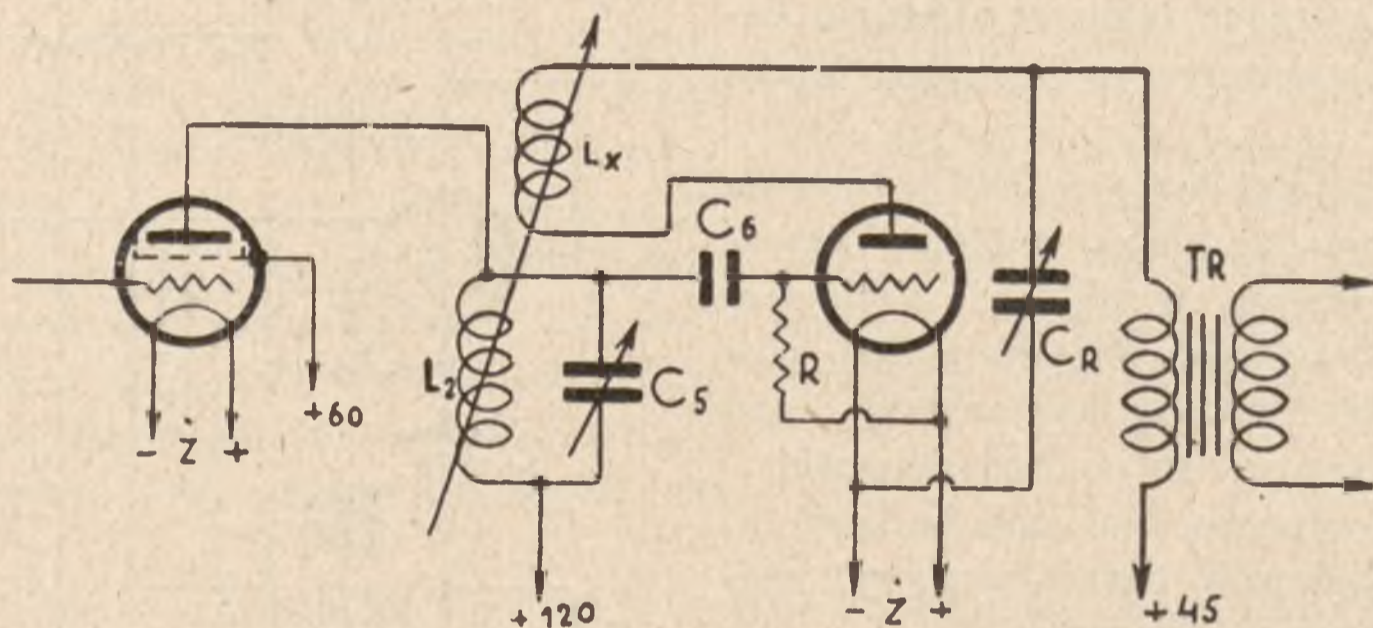 Lx
C6
TR
L2
C5
R
CR
+60
- Ż +
+120
- Ż +
+45